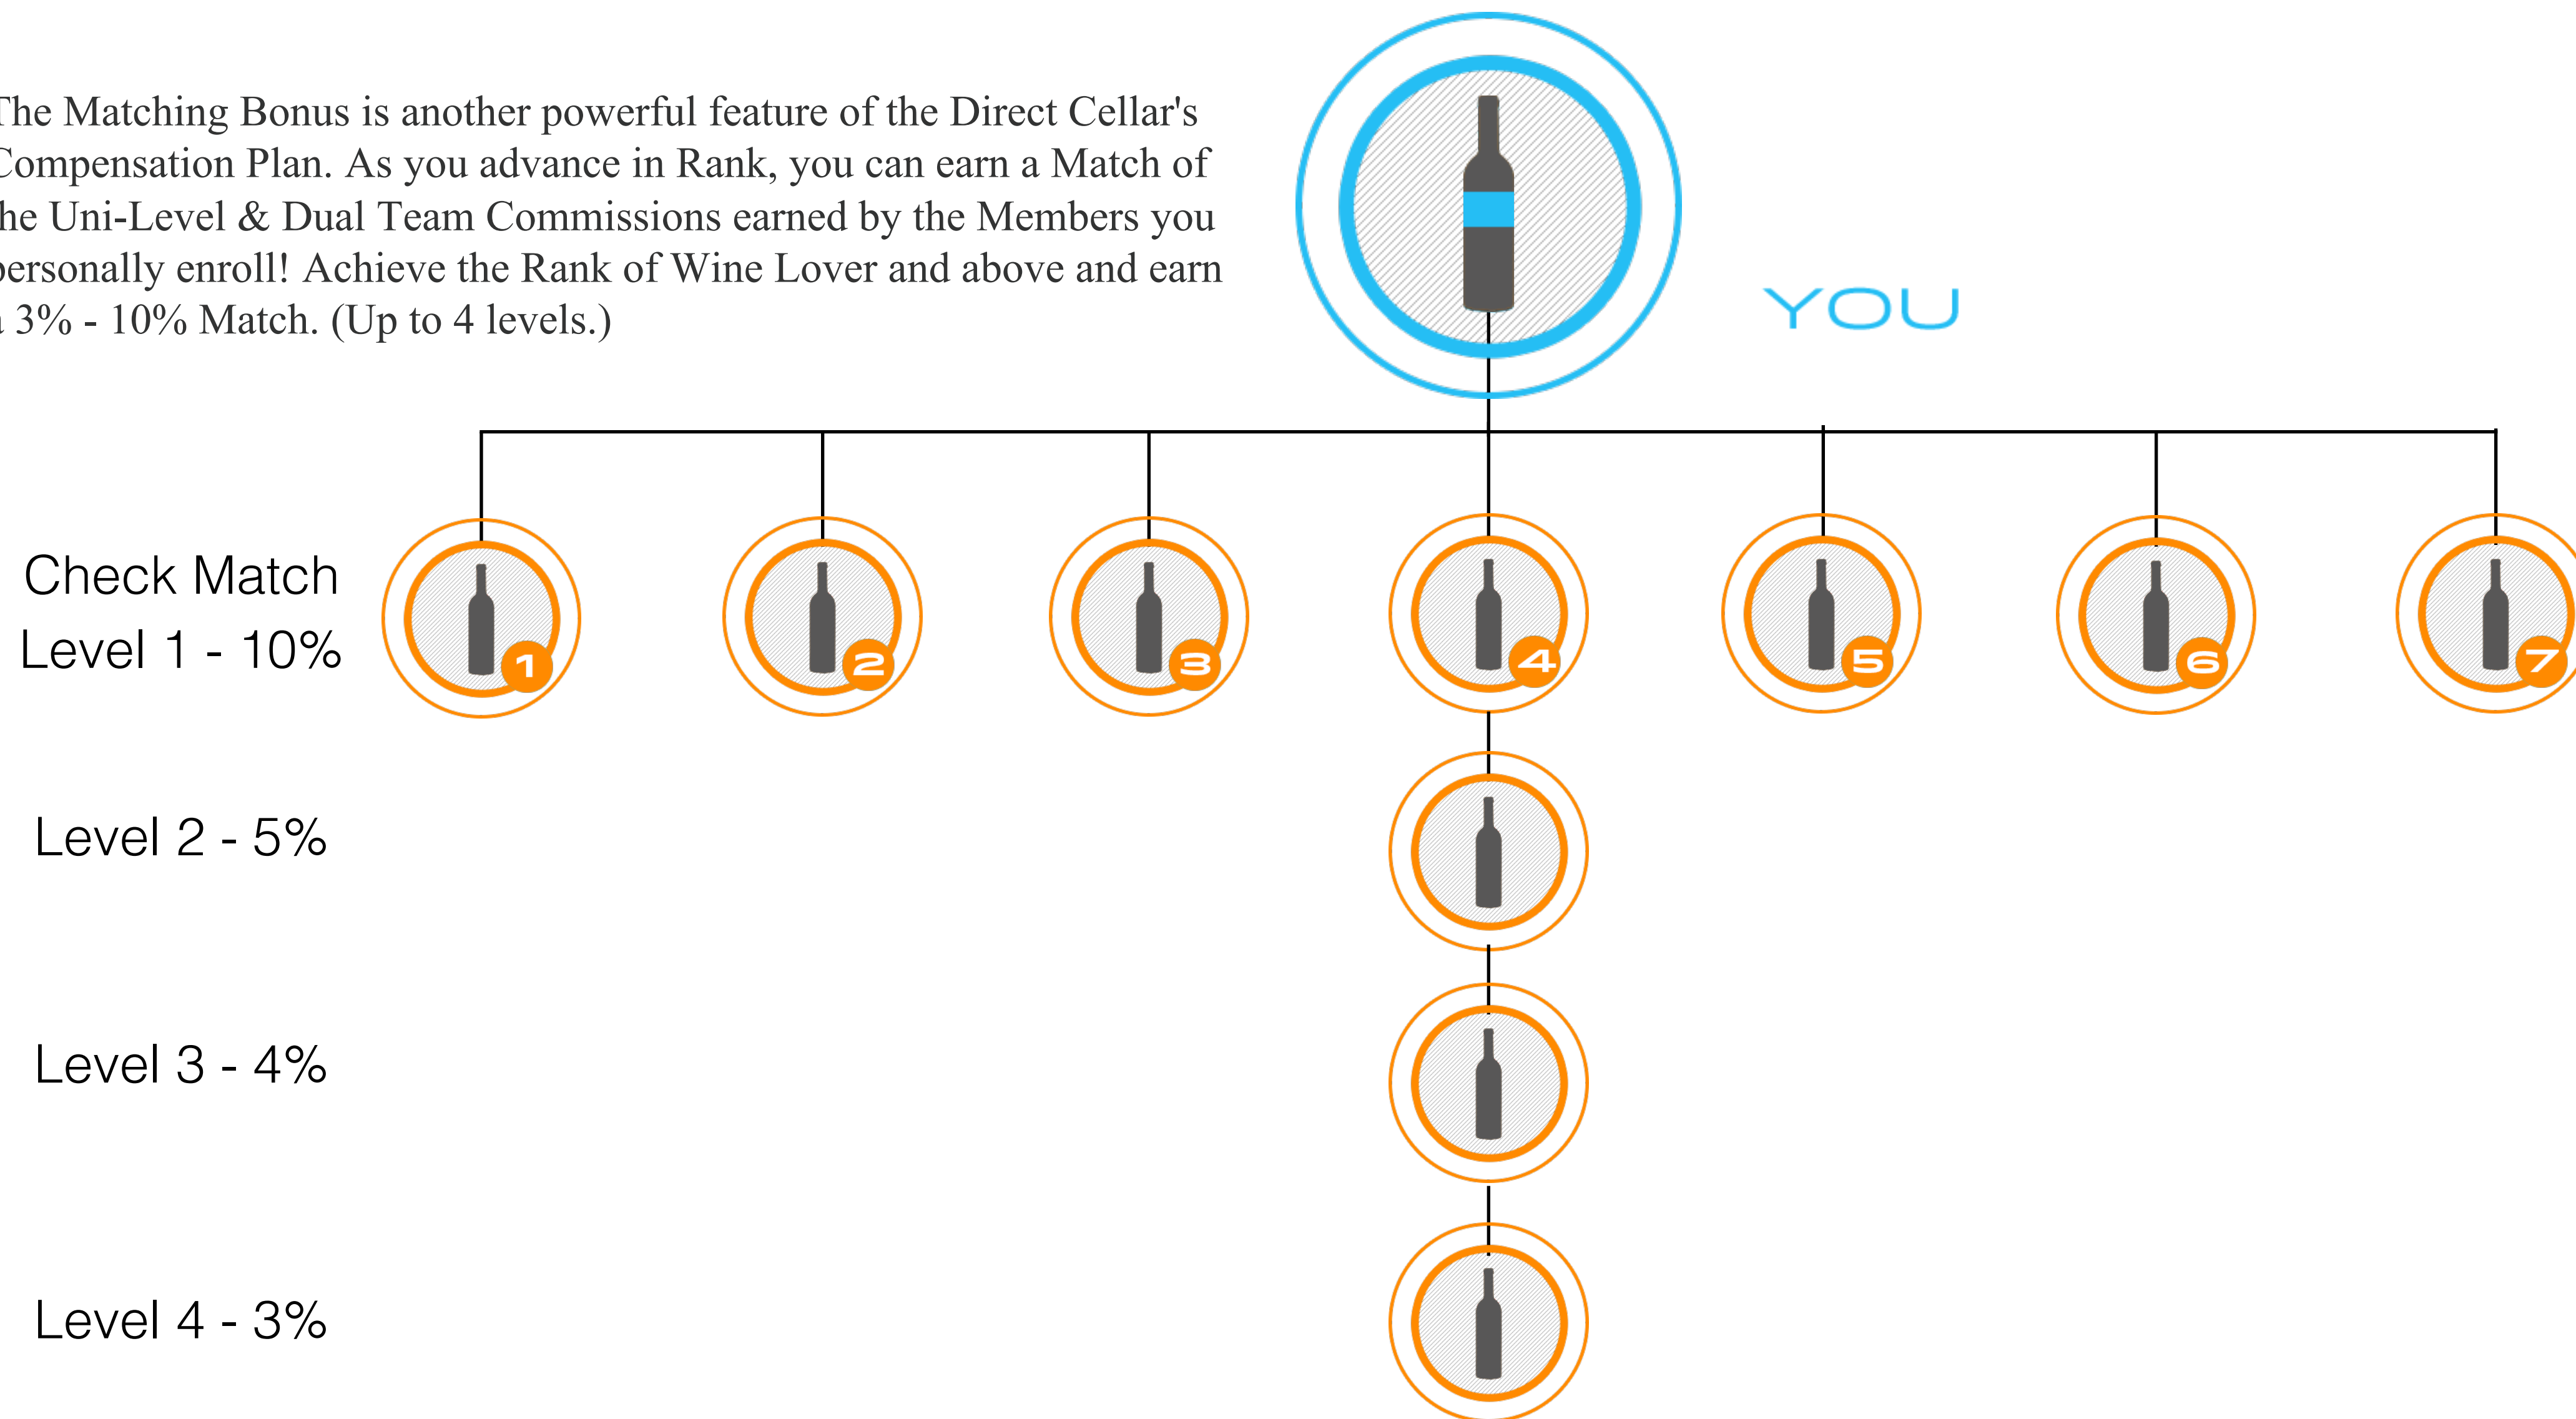 The Matching Bonus is another powerful feature of the Direct Cellar's
Compensation Plan. As you advance in Rank, you can earn a Match of
the Uni-Level & Dual Team Commissions earned by the Members you
personally enroll! Achieve the Rank of Wine Lover and above and earn
a 3% - 10% Match. (Up to 4 levels.)
YOU
Check Match
Level 1 - 10%
1 2 3 4 5 6 7
Level 2 - 5%
Level 3 - 4%
Level 4 - 3%